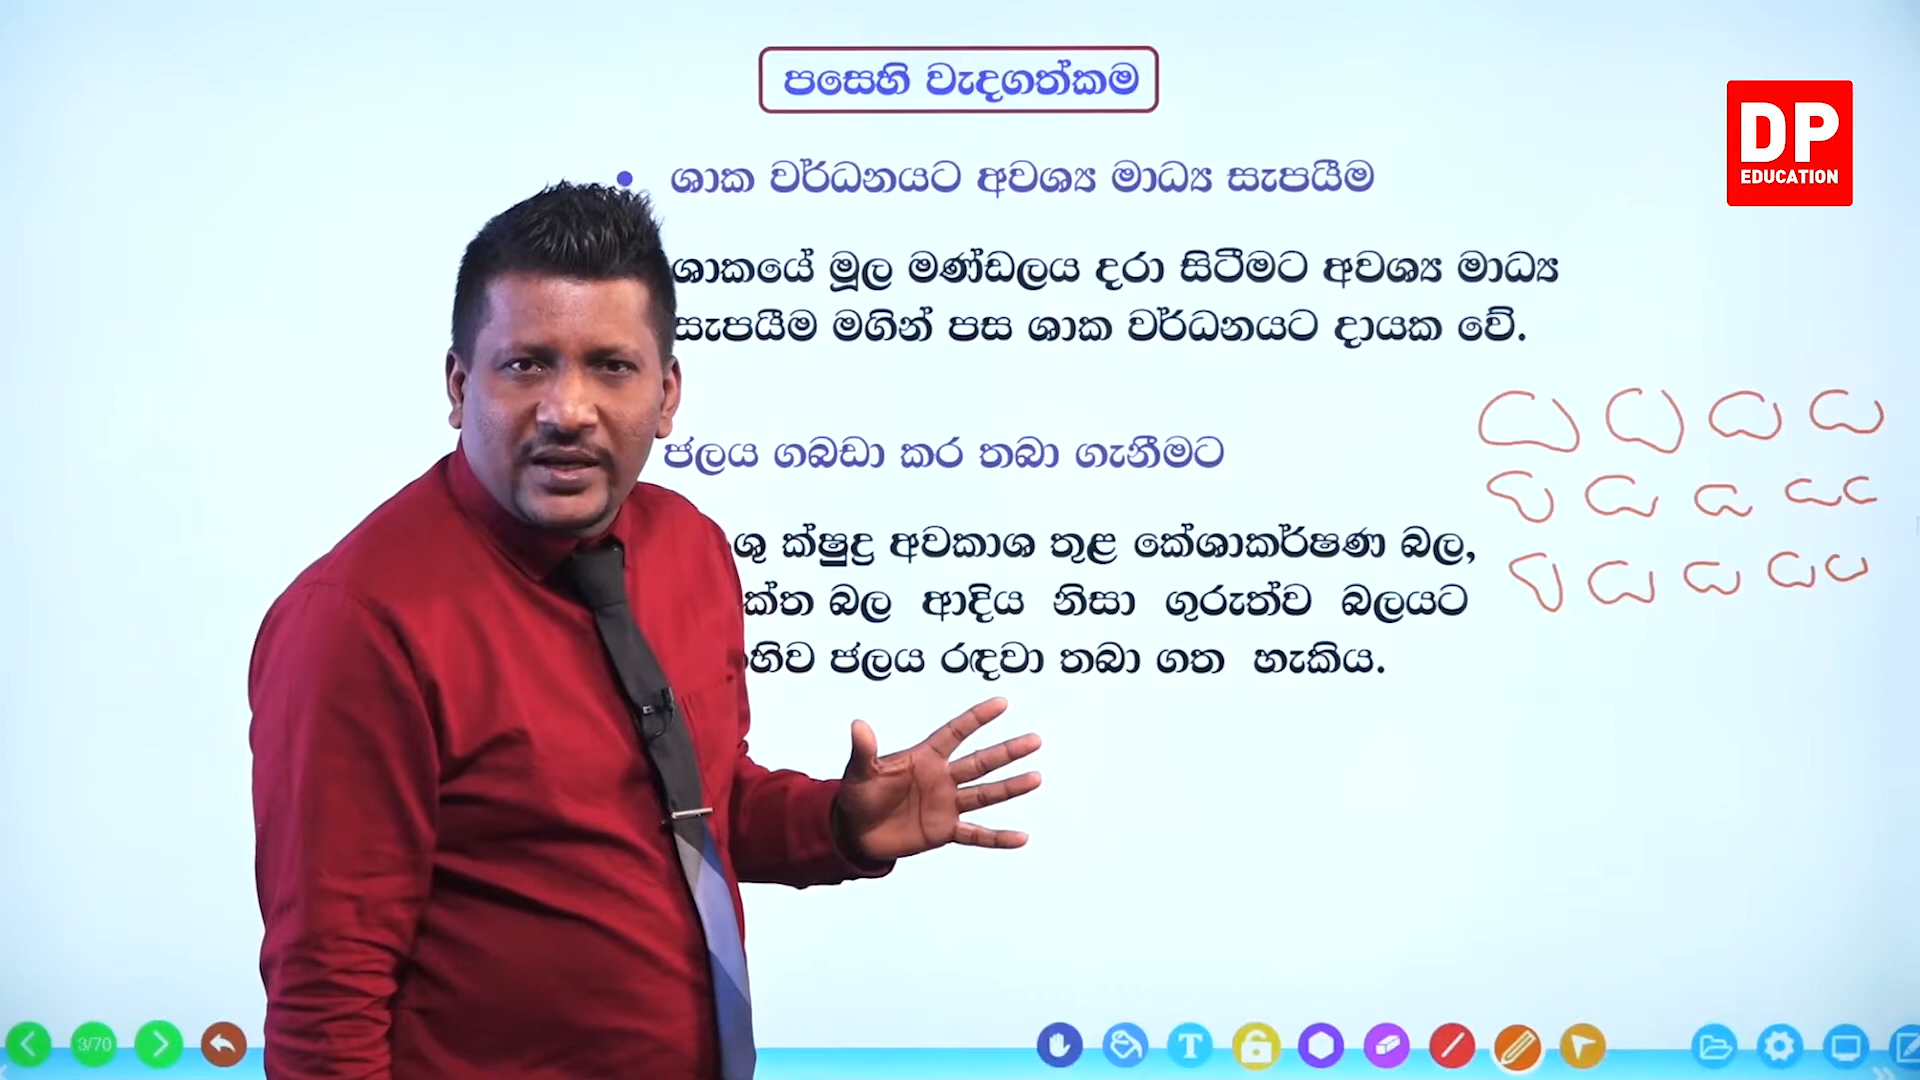 පසෙහි වැදගත්කම
DP
EDUCATION
• ශාක වර්ධනයට අවශ්‍ය මාධ්‍ය සැපයීම
ශාකයේ මූල මණ්ඩලය දරා සිටීමට අවශ්‍ය මාධ්‍ය
සැපයීම මගින් පස ශාක වර්ධනයට දායක වේ.
ජලය ගබඩා කර තබා ගැනීමට
ක්ෂුද්‍ර අවකාශ තුළ කේශාකර්ෂණ බල,
බල ආදිය නිසා ගුරුත්ව බලයට
ජලය රඳවා තබා ගත හැකිය.
3/70